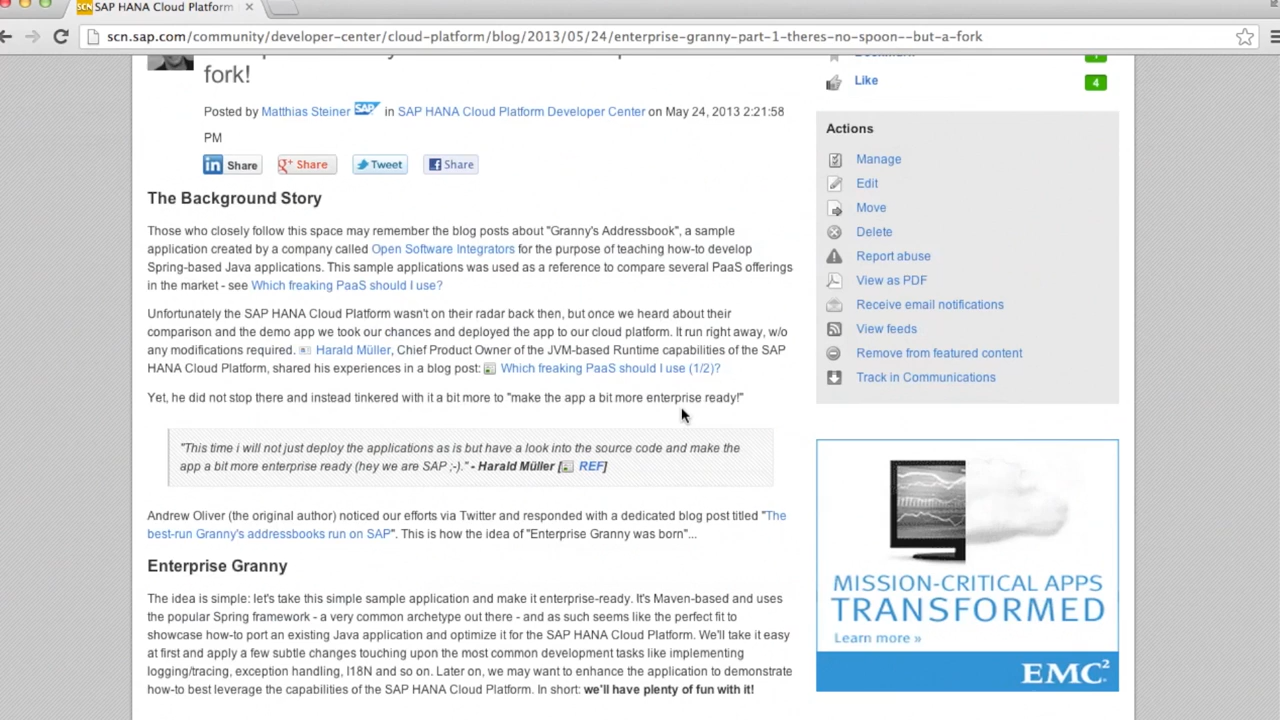 SCN SAP HANA Cloud Platform
scn.sap.com/community/developer-center/cloud-platform/blog/2013/05/24/enterprise-granny-part-1-theres-no-spoon--but-a-fork
fork!
Posted by Matthias Steiner SAP in SAP HANA Cloud Platform Developer Center on May 24, 2013 2:21:58
PM
in Share g+ Share Tweet f Share
The Background Story
Those who closely follow this space may remember the blog posts about "Granny's Addressbook", a sample
application created by a company called Open Software Integrators for the purpose of teaching how-to develop
Spring-based Java applications. This sample applications was used as a reference to compare several PaaS offerings
in the market - see Which freaking PaaS should I use?
Unfortunately the SAP HANA Cloud Platform wasn't on their radar back then, but once we heard about their
comparison and the demo app we took our chances and deployed the app to our cloud platform. It run right away, w/o
any modifications required. Harald Müller, Chief Product Owner of the JVM-based Runtime capabilities of the SAP
HANA Cloud Platform, shared his experiences in a blog post: Which freaking PaaS should I use (1/2)?
Yet, he did not stop there and instead tinkered with it a bit more to "make the app a bit more enterprise ready!"
"This time i will not just deploy the applications as is but have a look into the source code and make the
app a bit more enterprise ready (hey we are SAP ;-)." - Harald Müller [ REF]
Andrew Oliver (the original author) noticed our efforts via Twitter and responded with a dedicated blog post titled "The
best-run Granny's addressbooks run on SAP". This is how the idea of "Enterprise Granny was born"...
Enterprise Granny
The idea is simple: let's take this simple sample application and make it enterprise-ready. It's Maven-based and uses
the popular Spring framework - a very common archetype out there - and as such seems like the perfect fit to
showcase how-to port an existing Java application and optimize it for the SAP HANA Cloud Platform. We'll take it easy
at first and apply a few subtle changes touching upon the most common development tasks like implementing
logging/tracing, exception handling, I18N and so on. Later on, we may want to enhance the application to demonstrate
how-to best leverage the capabilities of the SAP HANA Cloud Platform. In short: we'll have plenty of fun with it!
Like 4
Actions
Manage
Edit
Move
Delete
Report abuse
View as PDF
Receive email notifications
View feeds
Remove from featured content
Track in Communications
MISSION-CRITICAL APPS
TRANSFORMED
Learn more »
EMC²